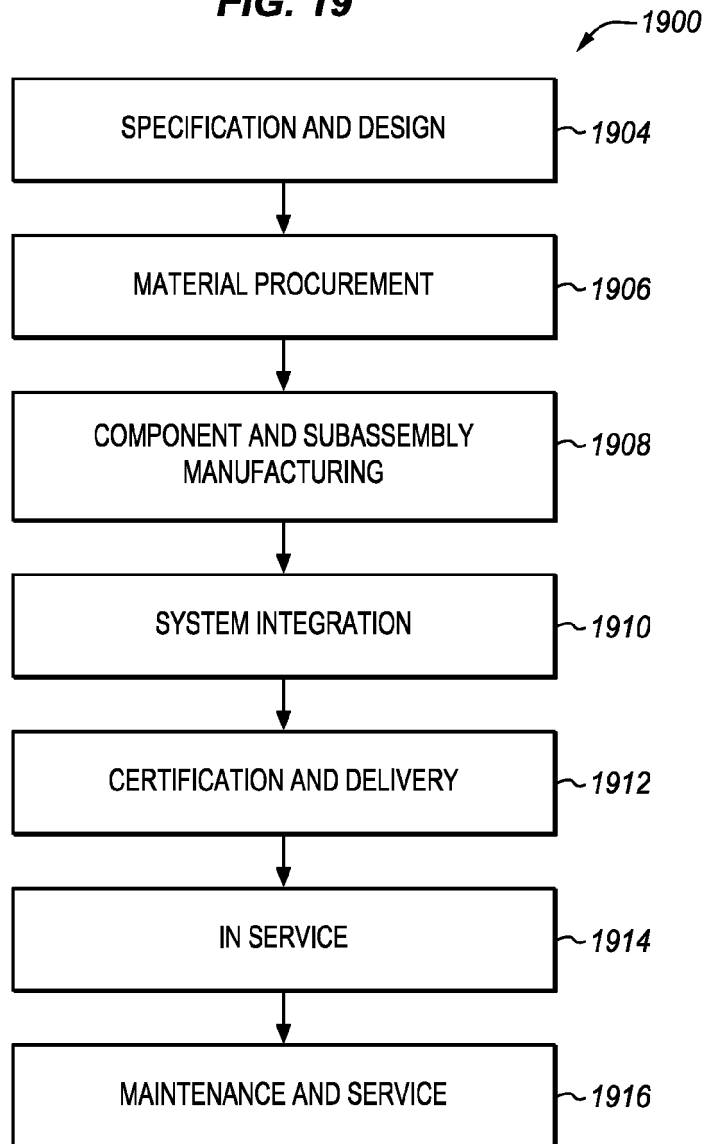 FIG. 19
1900
SPECIFICATION AND DESIGN
1904
MATERIAL PROCUREMENT
1906
COMPONENT AND SUBASSEMBLY
MANUFACTURING
1908
SYSTEM INTEGRATION
1910
CERTIFICATION AND DELIVERY
1912
IN SERVICE
1914
MAINTENANCE AND SERVICE
1916